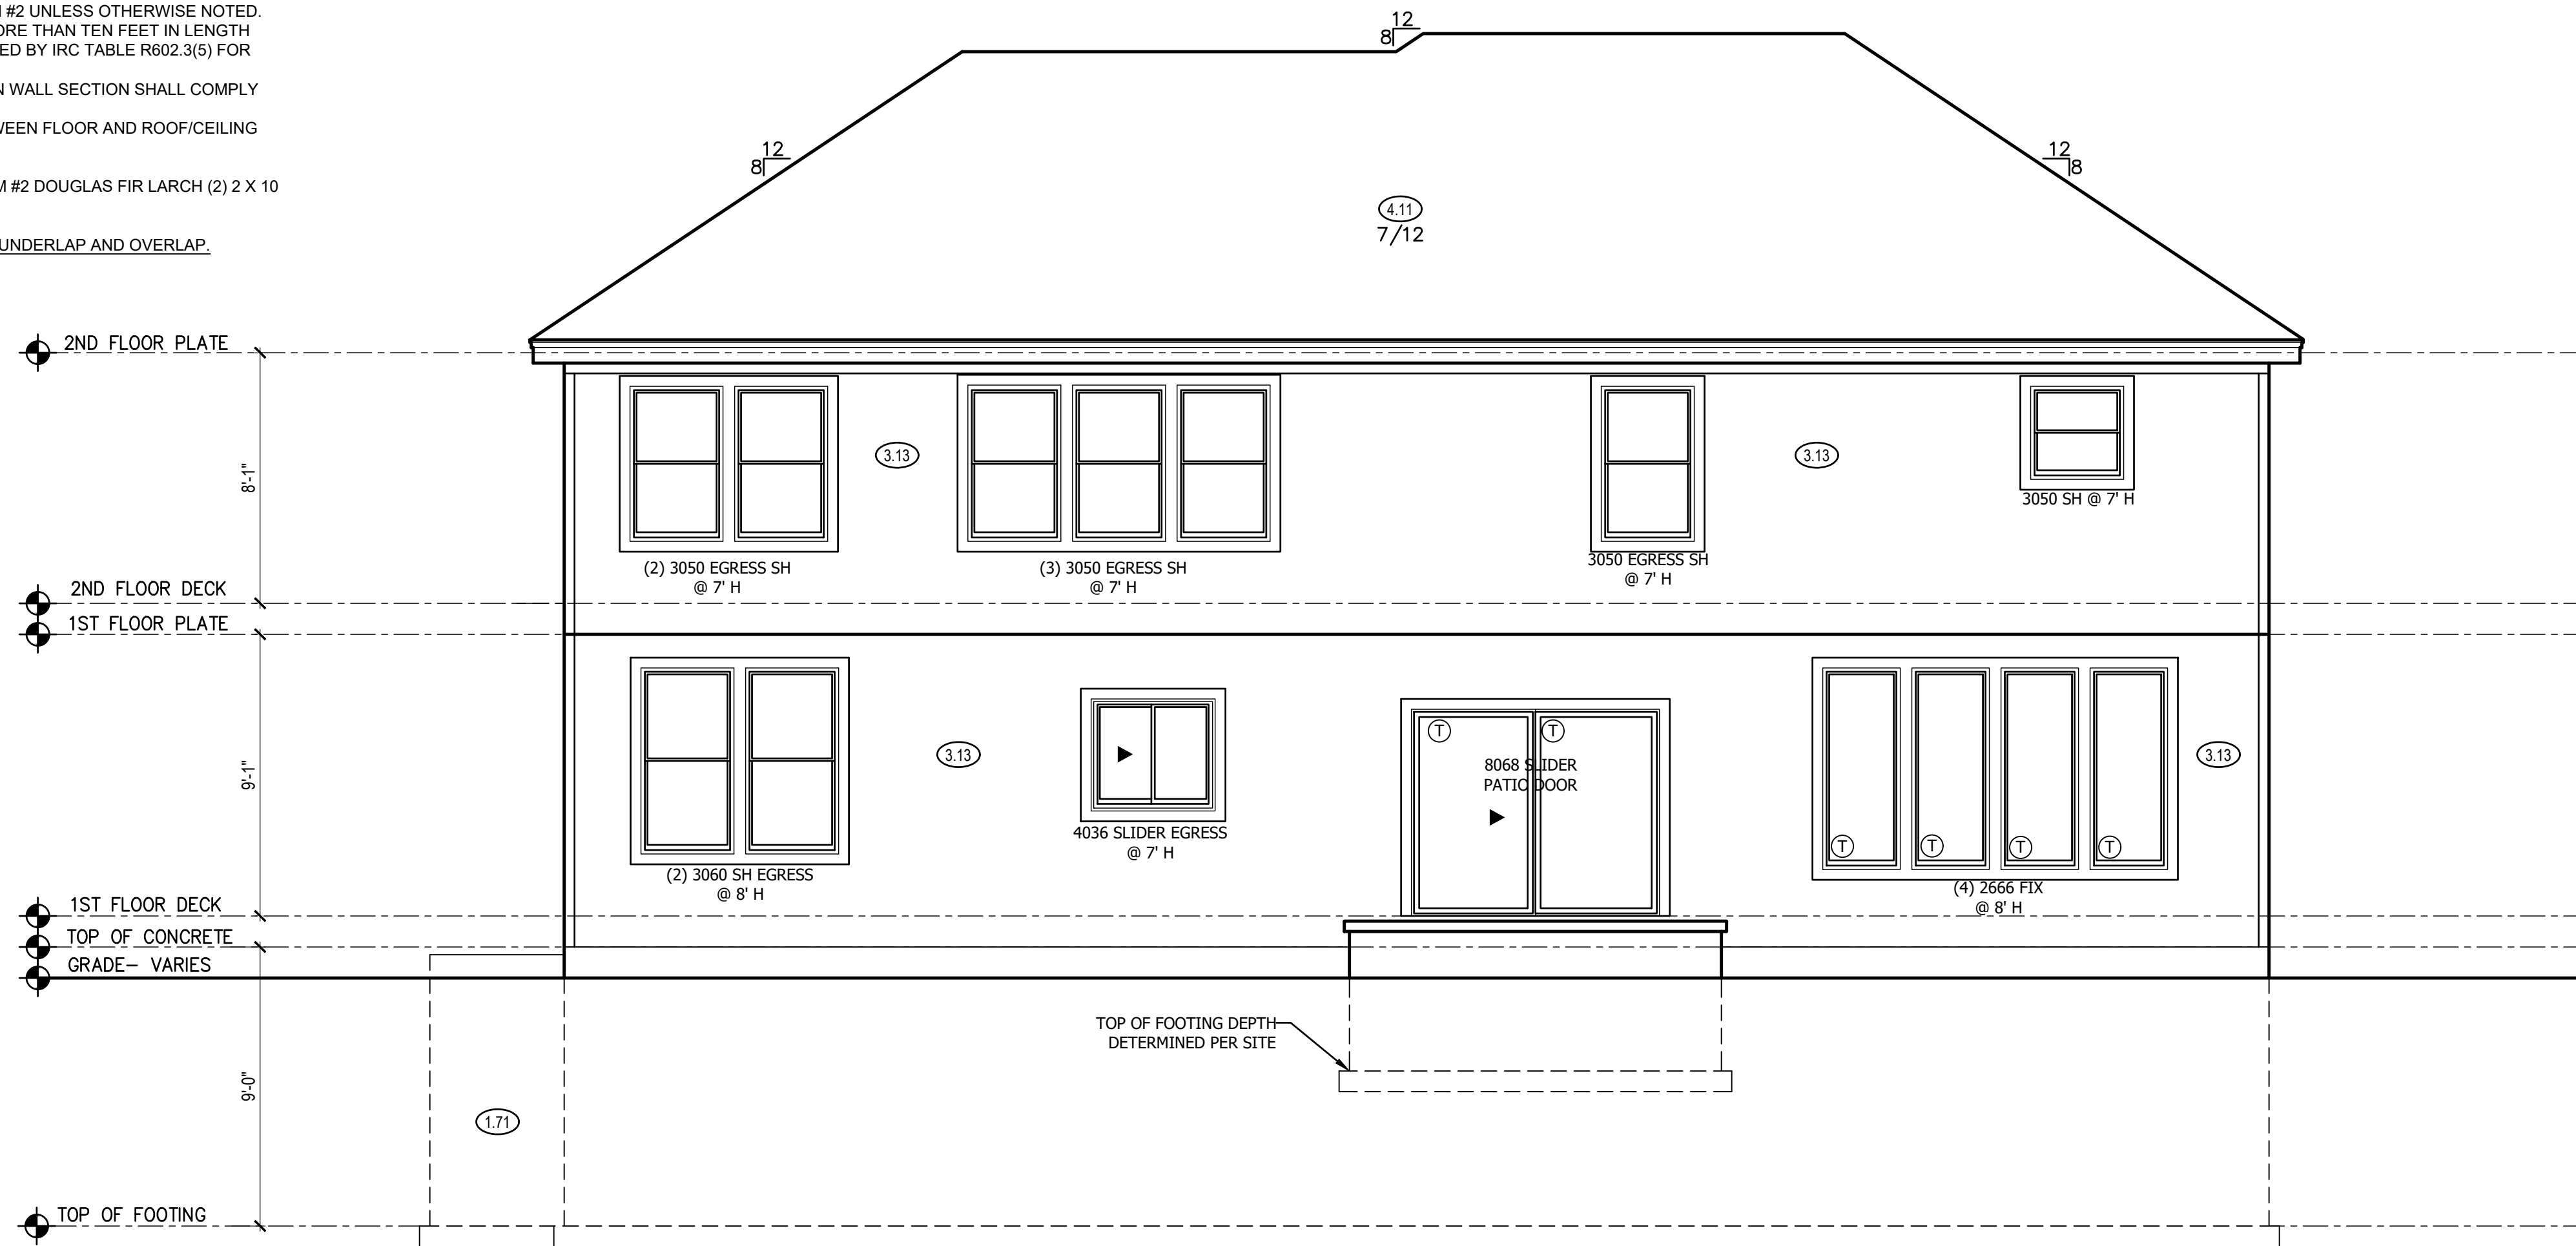 #2 UNLESS OTHERWISE NOTED.
ORE THAN TEN FEET IN LENGTH
ED BY IRC TABLE R602.3(5) FOR
N WALL SECTION SHALL COMPLY
WEEN FLOOR AND ROOF/CEILING
M #2 DOUGLAS FIR LARCH (2) 2 X 10
UNDERLAP AND OVERLAP.
12
8
12
8
12
8
4.11
7/12
2ND FLOOR PLATE
8'-1"
3.13
3.13
3050 SH @ 7' H
(2) 3050 EGRESS SH
@ 7' H
(3) 3050 EGRESS SH
@ 7' H
3050 EGRESS SH
@ 7' H
2ND FLOOR DECK
1ST FLOOR PLATE
9'-1"
3.13
T
T
8068 SLIDER
PATIO DOOR
3.13
4036 SLIDER EGRESS
@ 7' H
T
T
T
T
(2) 3060 SH EGRESS
@ 8' H
(4) 2666 FIX
@ 8' H
1ST FLOOR DECK
TOP OF CONCRETE
GRADE- VARIES
TOP OF FOOTING DEPTH
DETERMINED PER SITE
9'-0"
1.71
TOP OF FOOTING